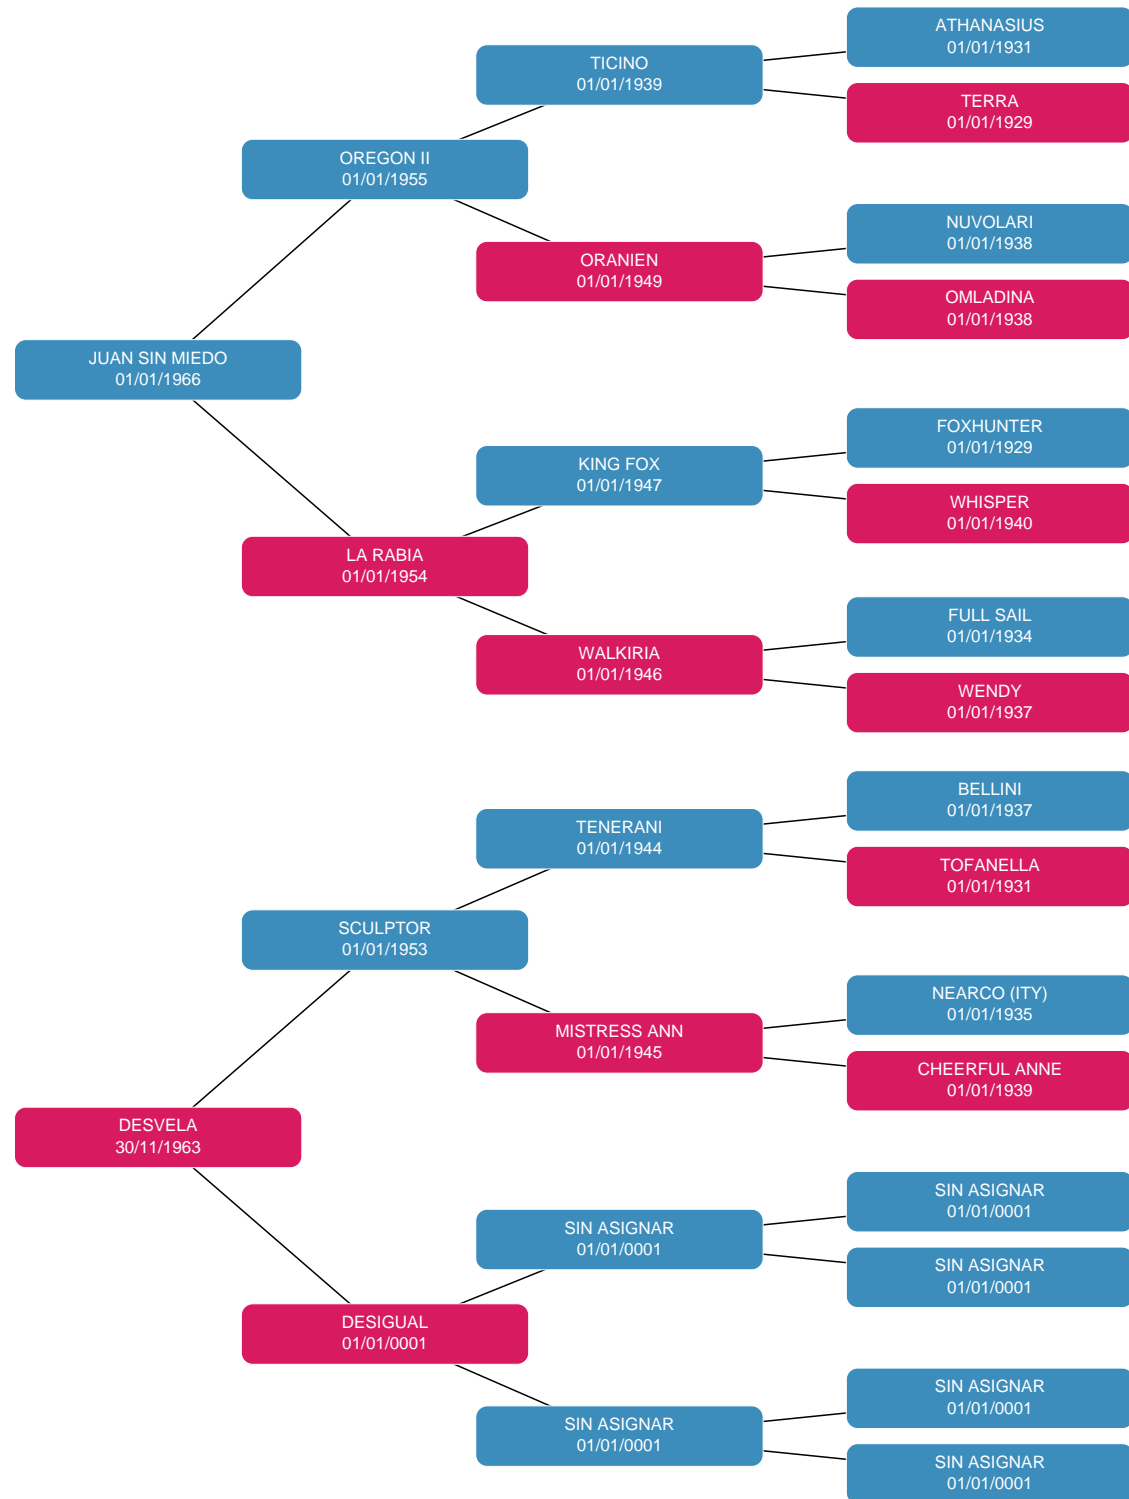 ATHANASIUS
01/01/1931
TICINO
01/01/1939
TERRA
01/01/1929
OREGON II
01/01/1955
NUVOLARI
01/01/1938
ORANIEN
01/01/1949
OMLADINA
01/01/1938
JUAN SIN MIEDO
01/01/1966
FOXHUNTER
01/01/1929
KING FOX
01/01/1947
WHISPER
01/01/1940
LA RABIA
01/01/1954
FULL SAIL
01/01/1934
WALKIRIA
01/01/1946
WENDY
01/01/1937
BELLINI
01/01/1937
TENERANI
01/01/1944
TOFANELLA
01/01/1931
SCULPTOR
01/01/1953
NEARCO (ITY)
01/01/1935
MISTRESS ANN
01/01/1945
CHEERFUL ANNE
01/01/1939
DESVELA
30/11/1963
SIN ASIGNAR
01/01/0001
SIN ASIGNAR
01/01/0001
SIN ASIGNAR
01/01/0001
DESIGUAL
01/01/0001
SIN ASIGNAR
01/01/0001
SIN ASIGNAR
01/01/0001
SIN ASIGNAR
01/01/0001